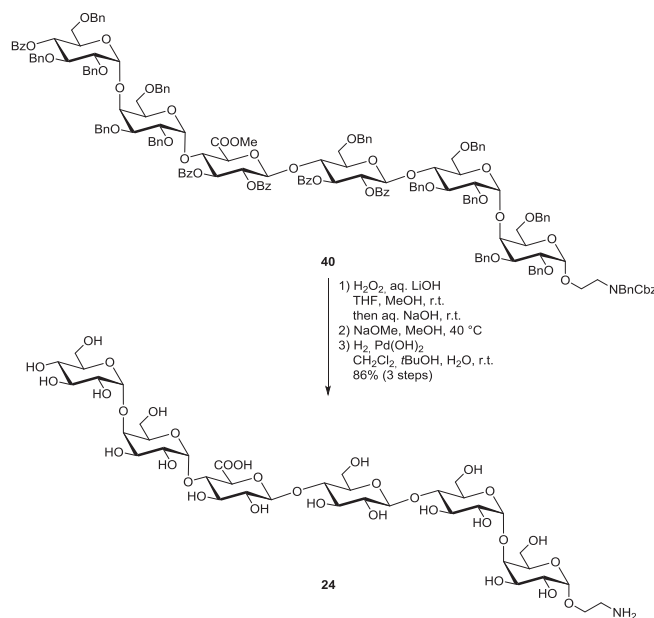 OBn
BzO O
BnO
BnO
O OBn
O
BnO
BnO COOMe OBn OBn
O O O O O O
BzO OBz BzO OBz BnO
BnO
O OBn
O
BnO
BnO
O NBnCbz
40
1) H2O2, aq. LiOH
THF, MeOH, r.t.
then aq. NaOH, r.t.
2) NaOMe, MeOH, 40 °C
3) H2, Pd(OH)2
CH2Cl2, tBuOH, H2O, r.t.
86% (3 steps)
OH
HO O
HO
HO
O OH
O
HO
HO COOH OH OH
O O O O O O
HO OH HO OH HO
HO
O OH
O
HO
HO
O NH2
24